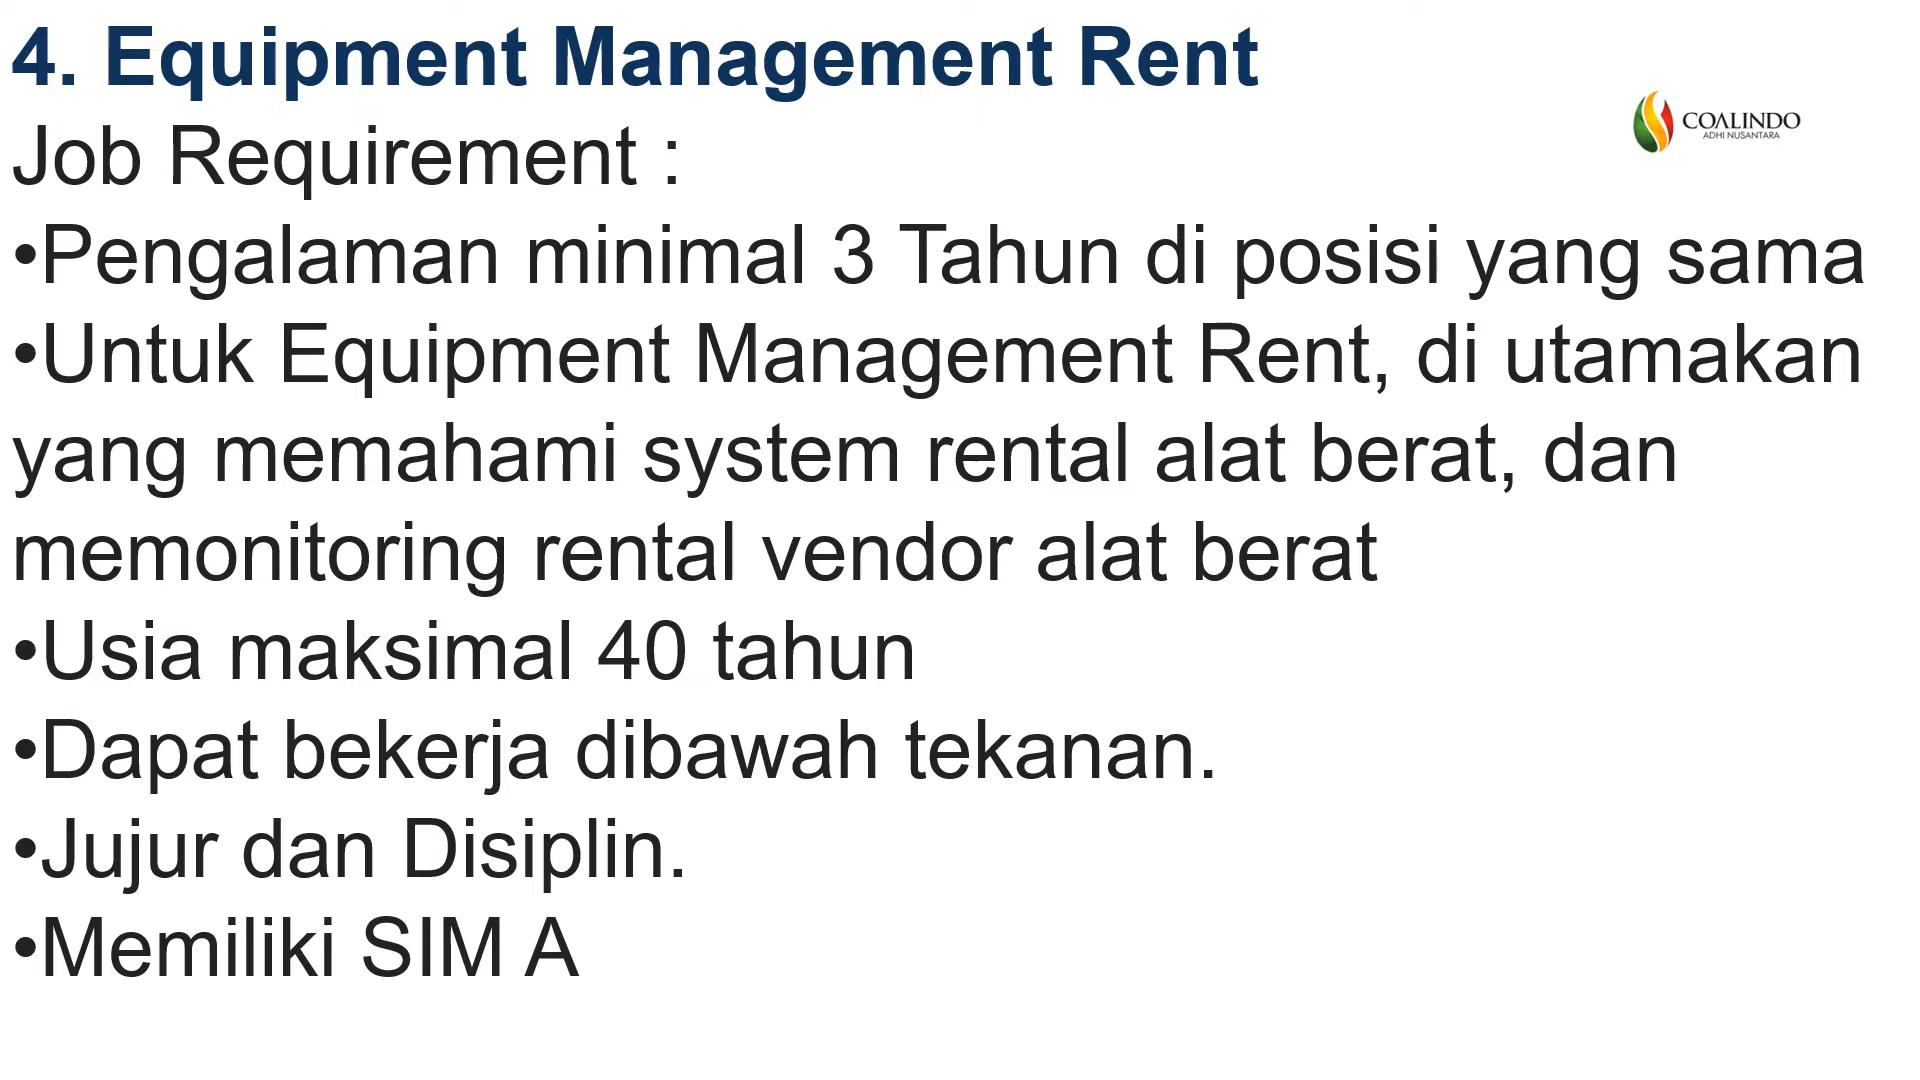 4. Equipment Management Rent
COALINDO
ADHI NUSANTARA
Job Requirement :
•Pengalaman minimal 3 Tahun di posisi yang sama
•Untuk Equipment Management Rent, di utamakan
yang memahami system rental alat berat, dan
memonitoring rental vendor alat berat
•Usia maksimal 40 tahun
•Dapat bekerja dibawah tekanan.
•Jujur dan Disiplin.
•Memiliki SIM A